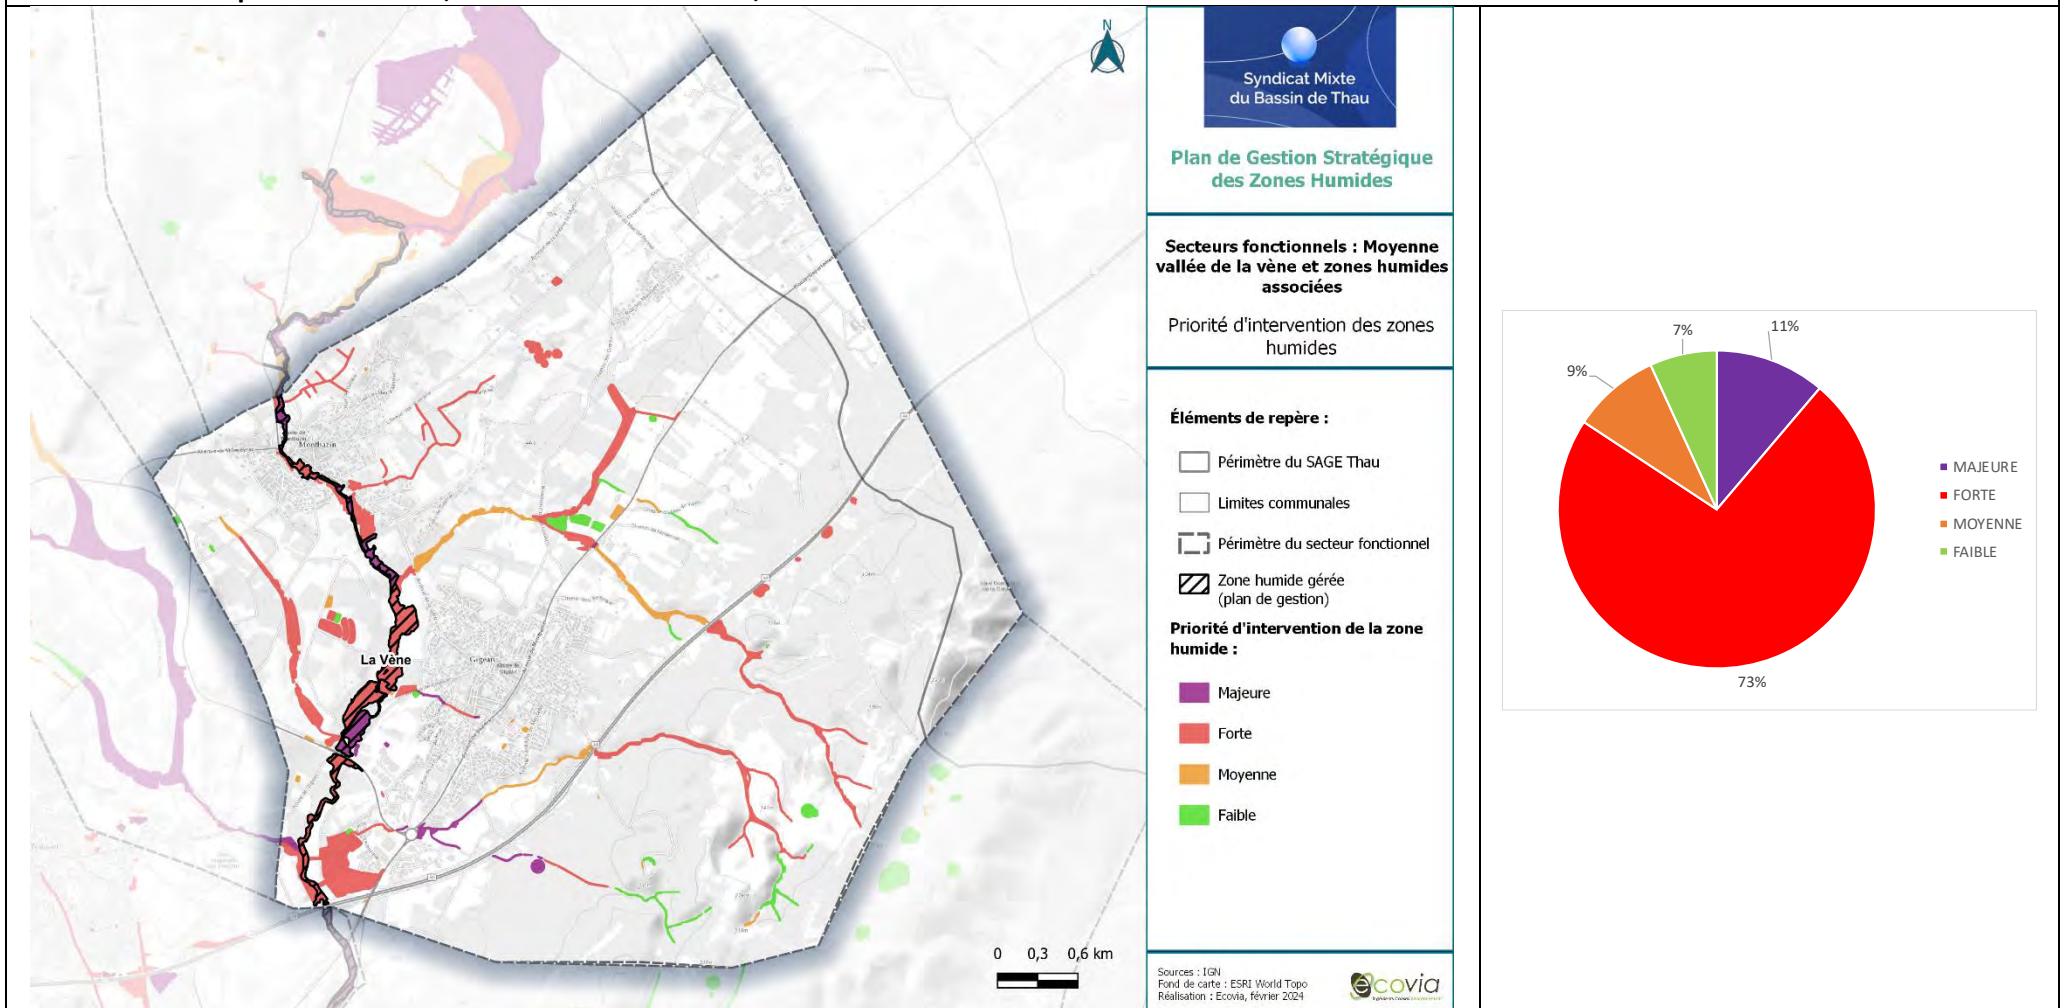 N
Montbazin
La Vène
Gigean
0 0,3 0,6 km
Syndicat Mixte
du Bassin de Thau
Plan de Gestion Stratégique
des Zones Humides
Secteurs fonctionnels : Moyenne
vallée de la vène et zones humides
associées
Priorité d'intervention des zones
humides
Éléments de repère :
Périmètre du SAGE Thau
Limites communales
Périmètre du secteur fonctionnel
Zone humide gérée
(plan de gestion)
Priorité d'intervention de la zone
humide :
Majeure
Forte
Moyenne
Faible
Sources : IGN
Fond de carte : ESRI World Topo
Réalisation : Ecovia, février 2024
ecovia
7%
11%
9%
73%
MAJEURE
FORTE
MOYENNE
FAIBLE